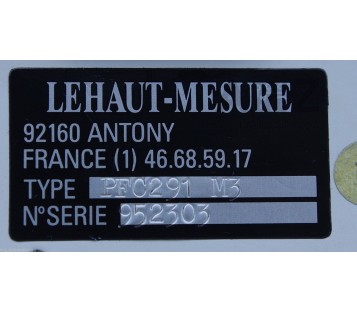 LEHAUT-MESURE
92160 ANTONY
FRANCE (1) 46.68.59.17
TYPE PFC291 M3
N°SERIE 952303